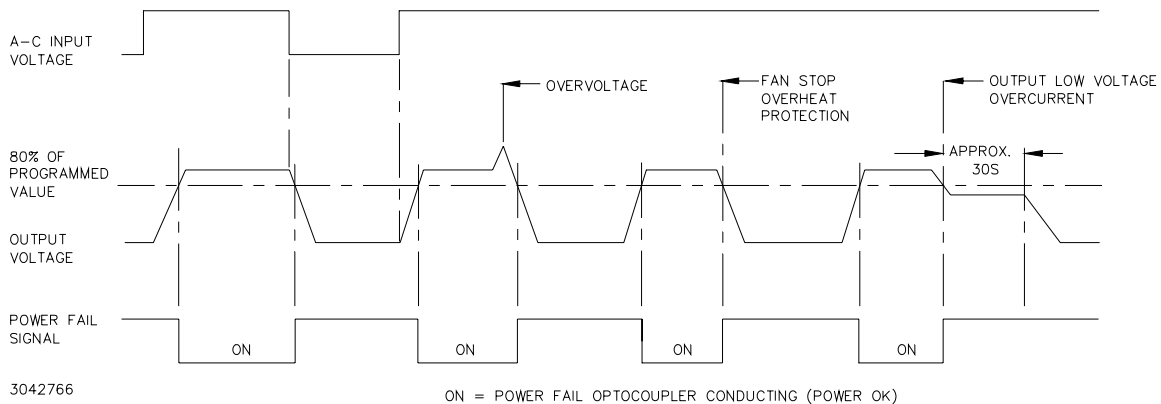 A-C INPUT
VOLTAGE
OVERVOLTAGE
FAN STOP
OVERHEAT
PROTECTION
OUTPUT LOW VOLTAGE
OVERCURRENT
80% OF
PROGRAMMED
VALUE
APPROX.
30S
OUTPUT
VOLTAGE
POWER FAIL
SIGNAL
ON
ON
ON
ON
3042766
ON = POWER FAIL OPTOCOUPLER CONDUCTING (POWER OK)